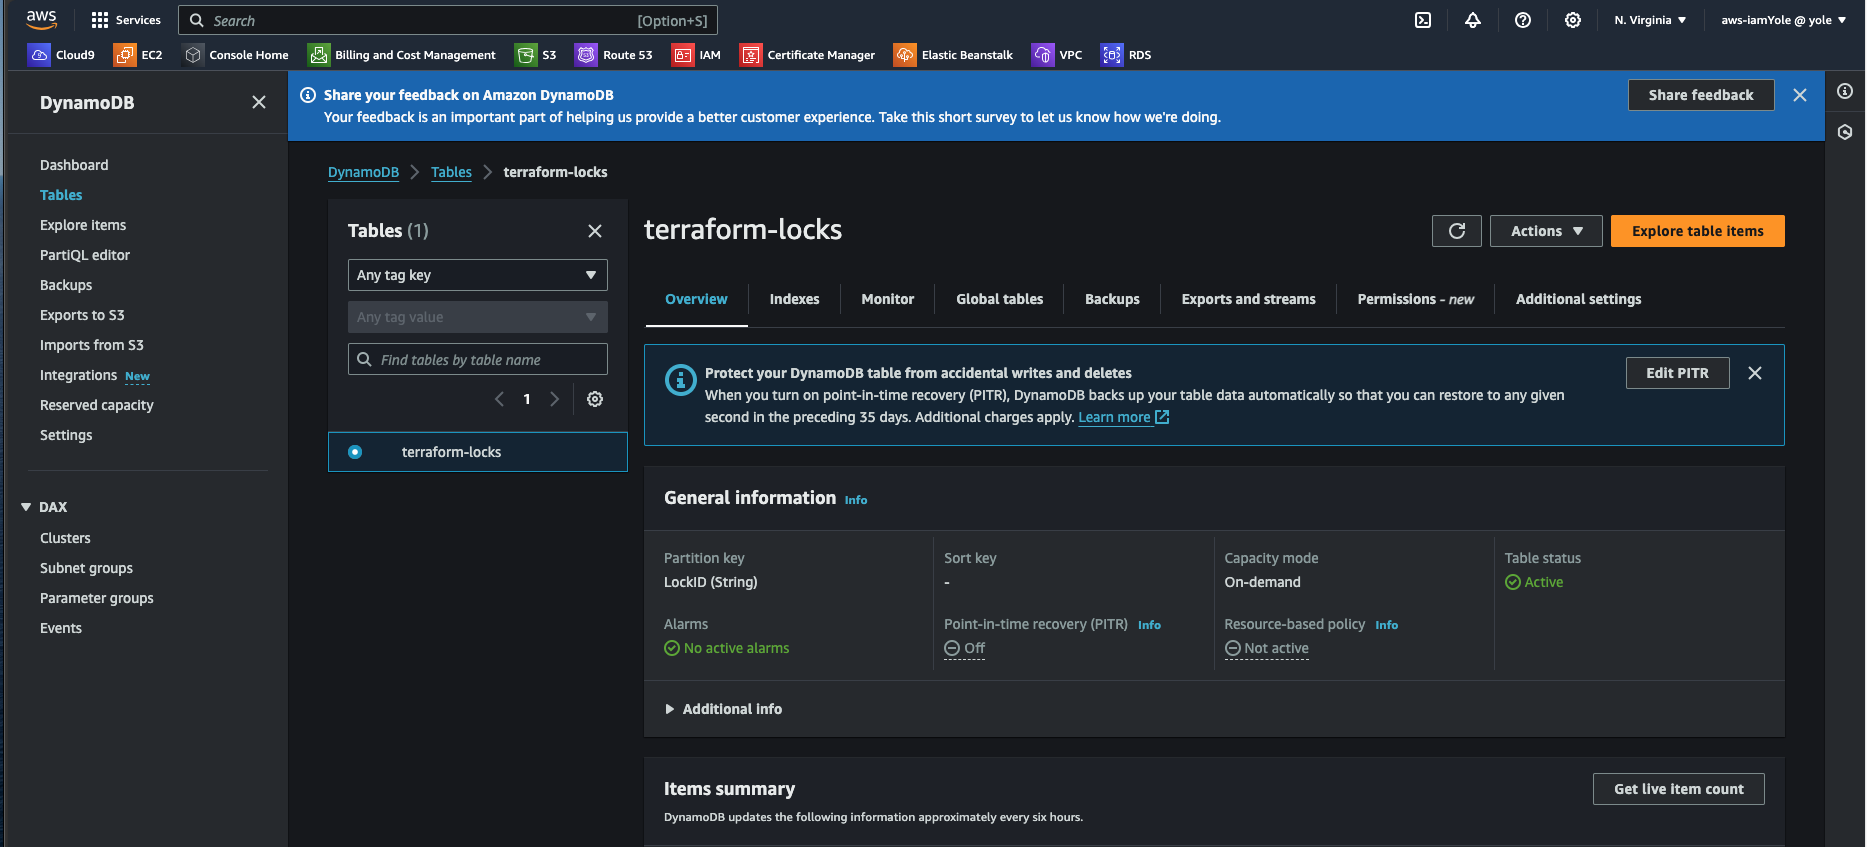 aws
Services
Search
[Option+S]
N. Virginia
aws-iamYole @ yole
Cloud9
EC2
Console Home
Billing and Cost Management
S3
Route 53
IAM
Certificate Manager
Elastic Beanstalk
VPC
RDS
DynamoDB
Dashboard
Tables
Explore items
PartiQL editor
Backups
Exports to S3
Imports from S3
Integrations New
Reserved capacity
Settings
DAX
Clusters
Subnet groups
Parameter groups
Events
Share your feedback on Amazon DynamoDB
Your feedback is an important part of helping us provide a better customer experience. Take this short survey to let us know how we're doing.
Share feedback
DynamoDB
Tables
terraform-locks
Tables (1)
Any tag key
Any tag value
Find tables by table name
1
terraform-locks
terraform-locks
Actions
Explore table items
Overview
Indexes
Monitor
Global tables
Backups
Exports and streams
Permissions - new
Additional settings
Protect your DynamoDB table from accidental writes and deletes
When you turn on point-in-time recovery (PITR), DynamoDB backs up your table data automatically so that you can restore to any given
second in the preceding 35 days. Additional charges apply. Learn more
Edit PITR
General information Info
Partition key
LockID (String)
Sort key
-
Capacity mode
On-demand
Table status
Active
Alarms
No active alarms
Point-in-time recovery (PITR) Info
Off
Resource-based policy Info
Not active
Additional info
Items summary
DynamoDB updates the following information approximately every six hours.
Get live item count